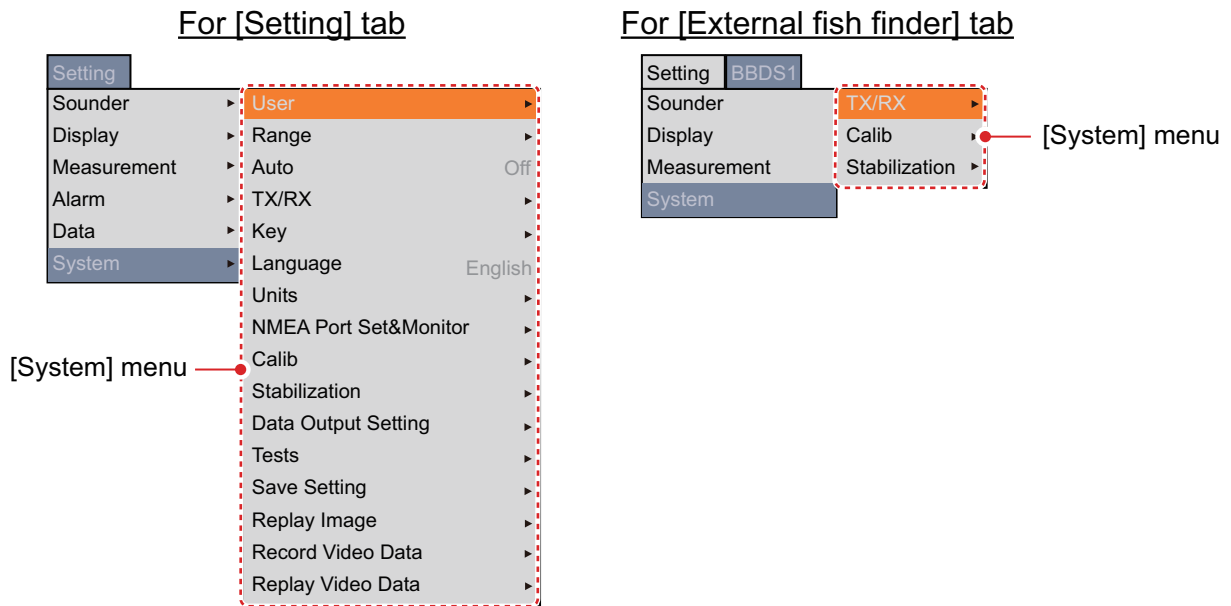 For [Setting] tab
Setting
Sounder
Display
Measurement
Alarm
Data
System
User
Range
Auto Off
TX/RX
Key
Language English
Units
NMEA Port Set&Monitor
Calib
Stabilization
Data Output Setting
Tests
Save Setting
Replay Image
Record Video Data
Replay Video Data
[System] menu
For [External fish finder] tab
Setting BBDS1
Sounder
Display
Measurement
System
TX/RX
Calib
Stabilization
[System] menu